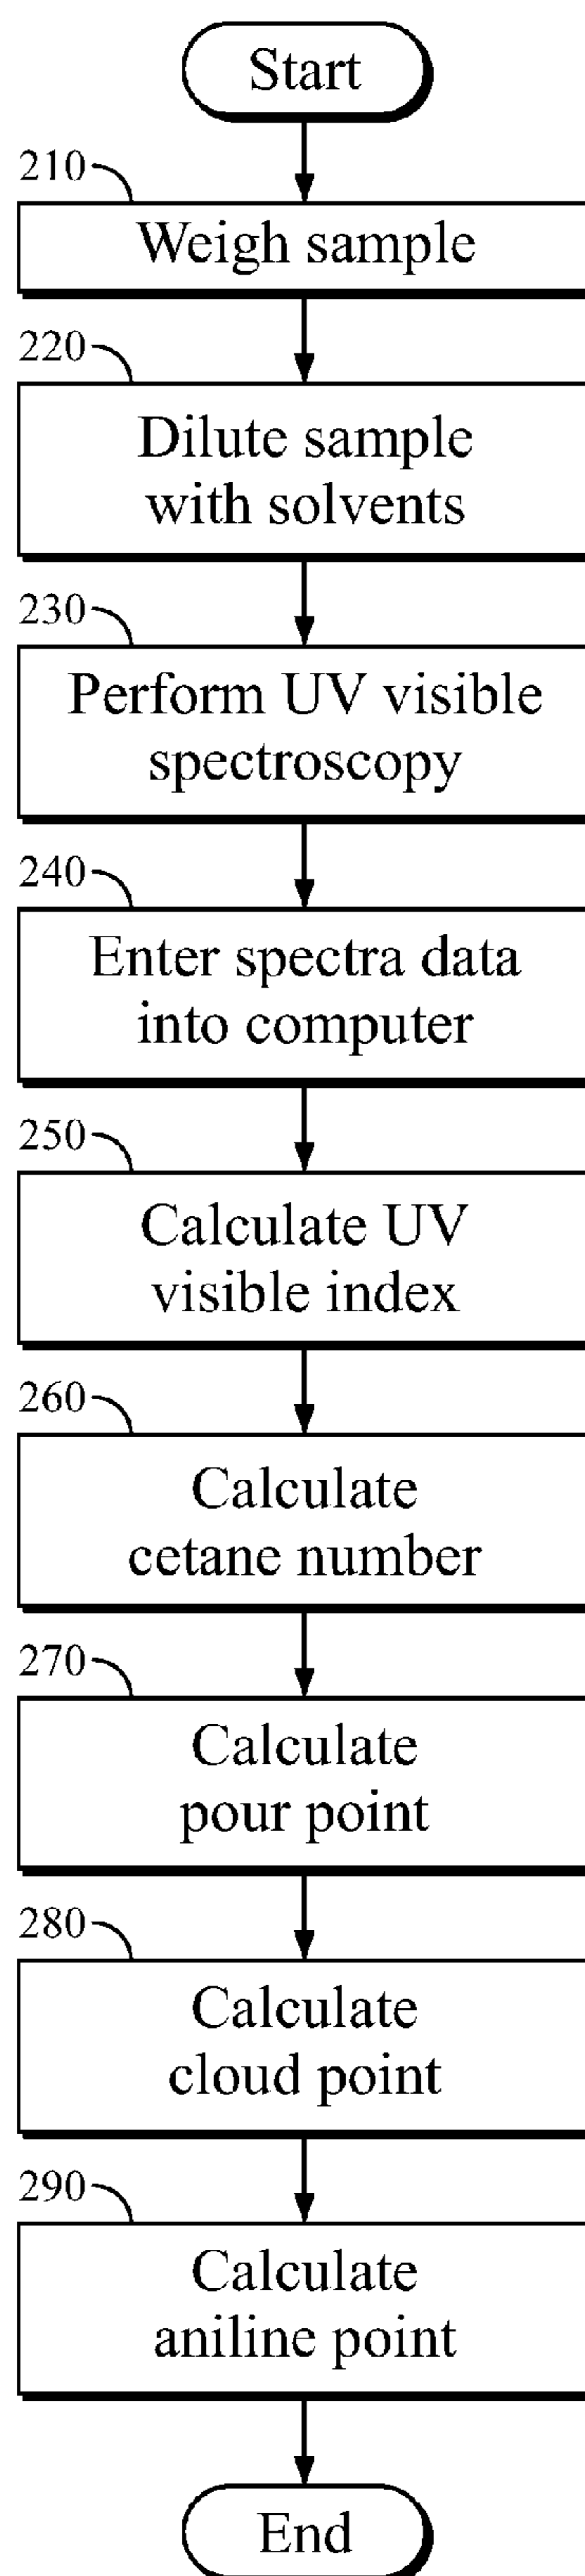 Start
210
Weigh sample
220
Dilute sample
with solvents
230
Perform UV visible
spectroscopy
240
Enter spectra data
into computer
250
Calculate UV
visible index
260
Calculate
cetane number
270
Calculate
pour point
280
Calculate
cloud point
290
Calculate
aniline point
End